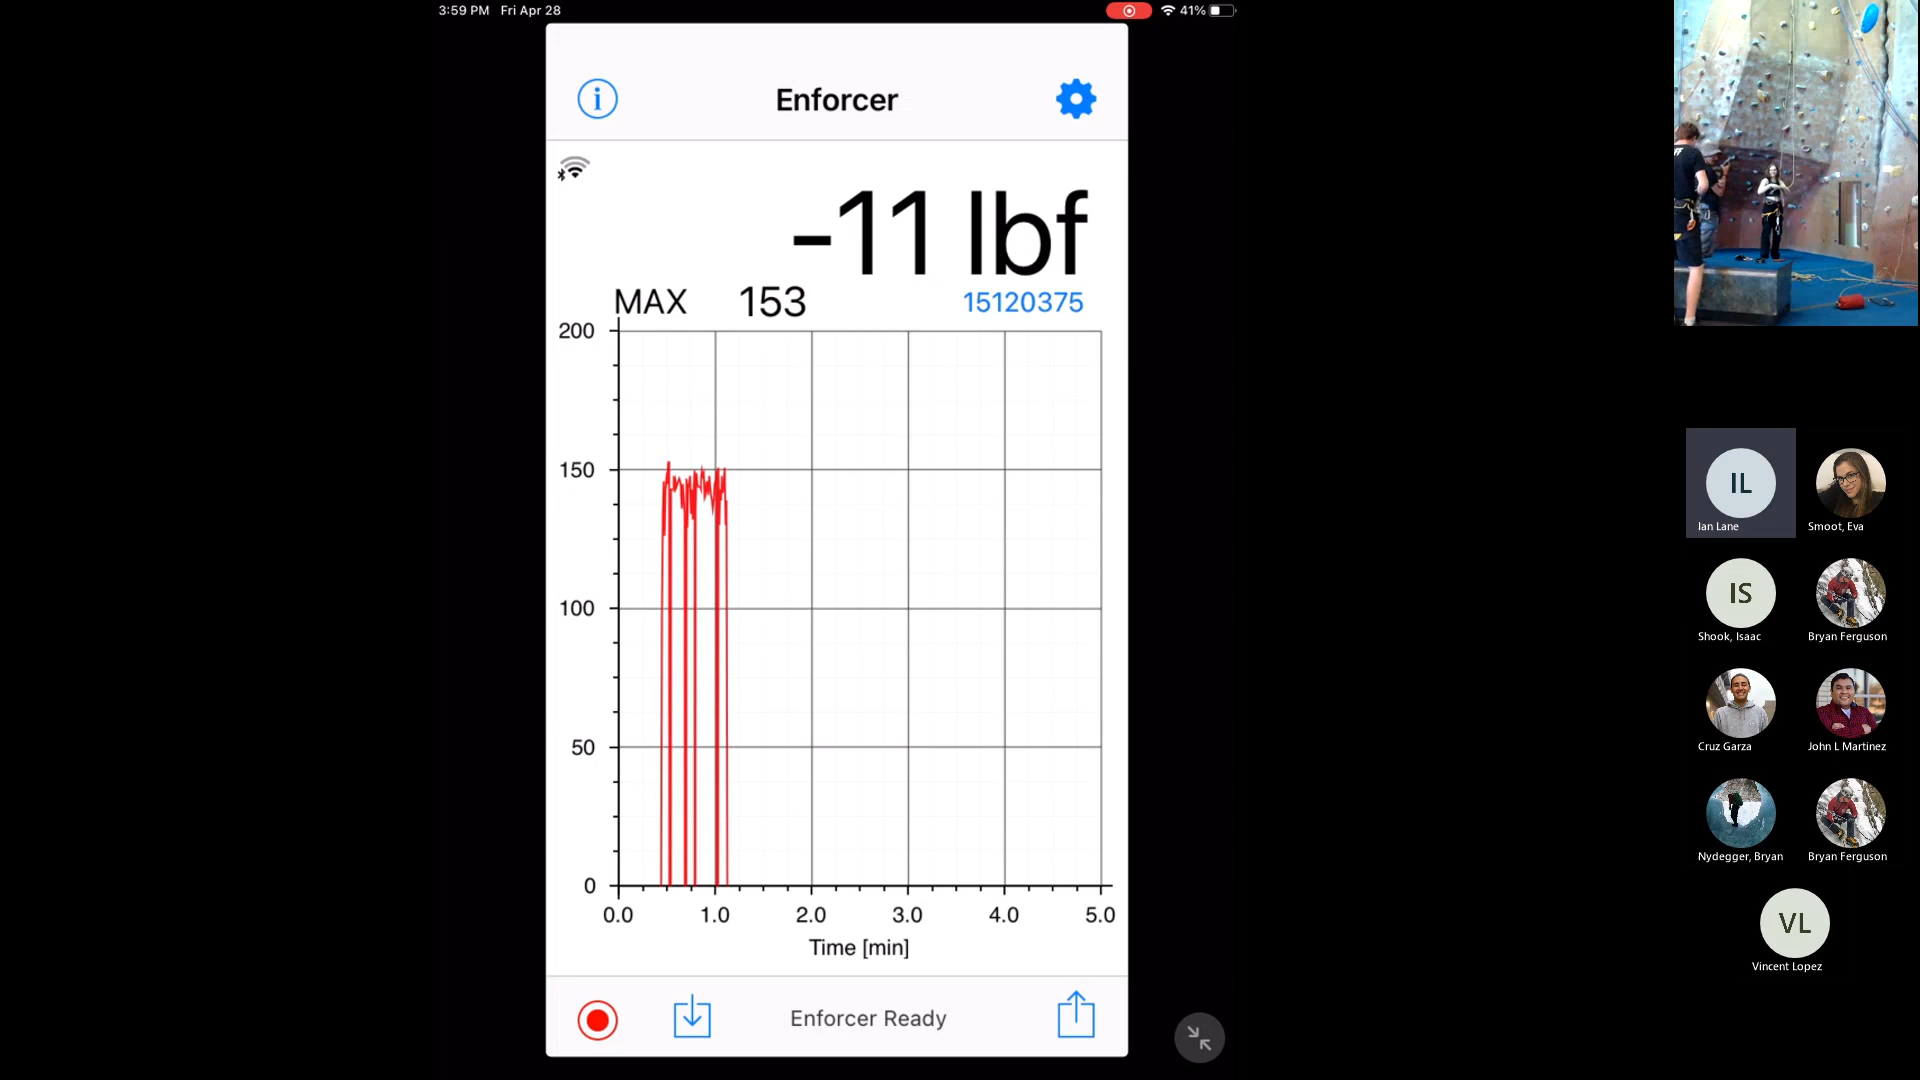 3:59 PM Fri Apr 28
41%
Enforcer
-11 lbf
MAX 153 15120375
200
150
100
50
0
0.0 1.0 2.0 3.0 4.0 5.0
Time [min]
Enforcer Ready
IL
Ian Lane
Smoot, Eva
IS
Shook, Isaac
Bryan Ferguson
Cruz Garza
John L Martinez
Nydegger, Bryan
Bryan Ferguson
VL
Vincent Lopez